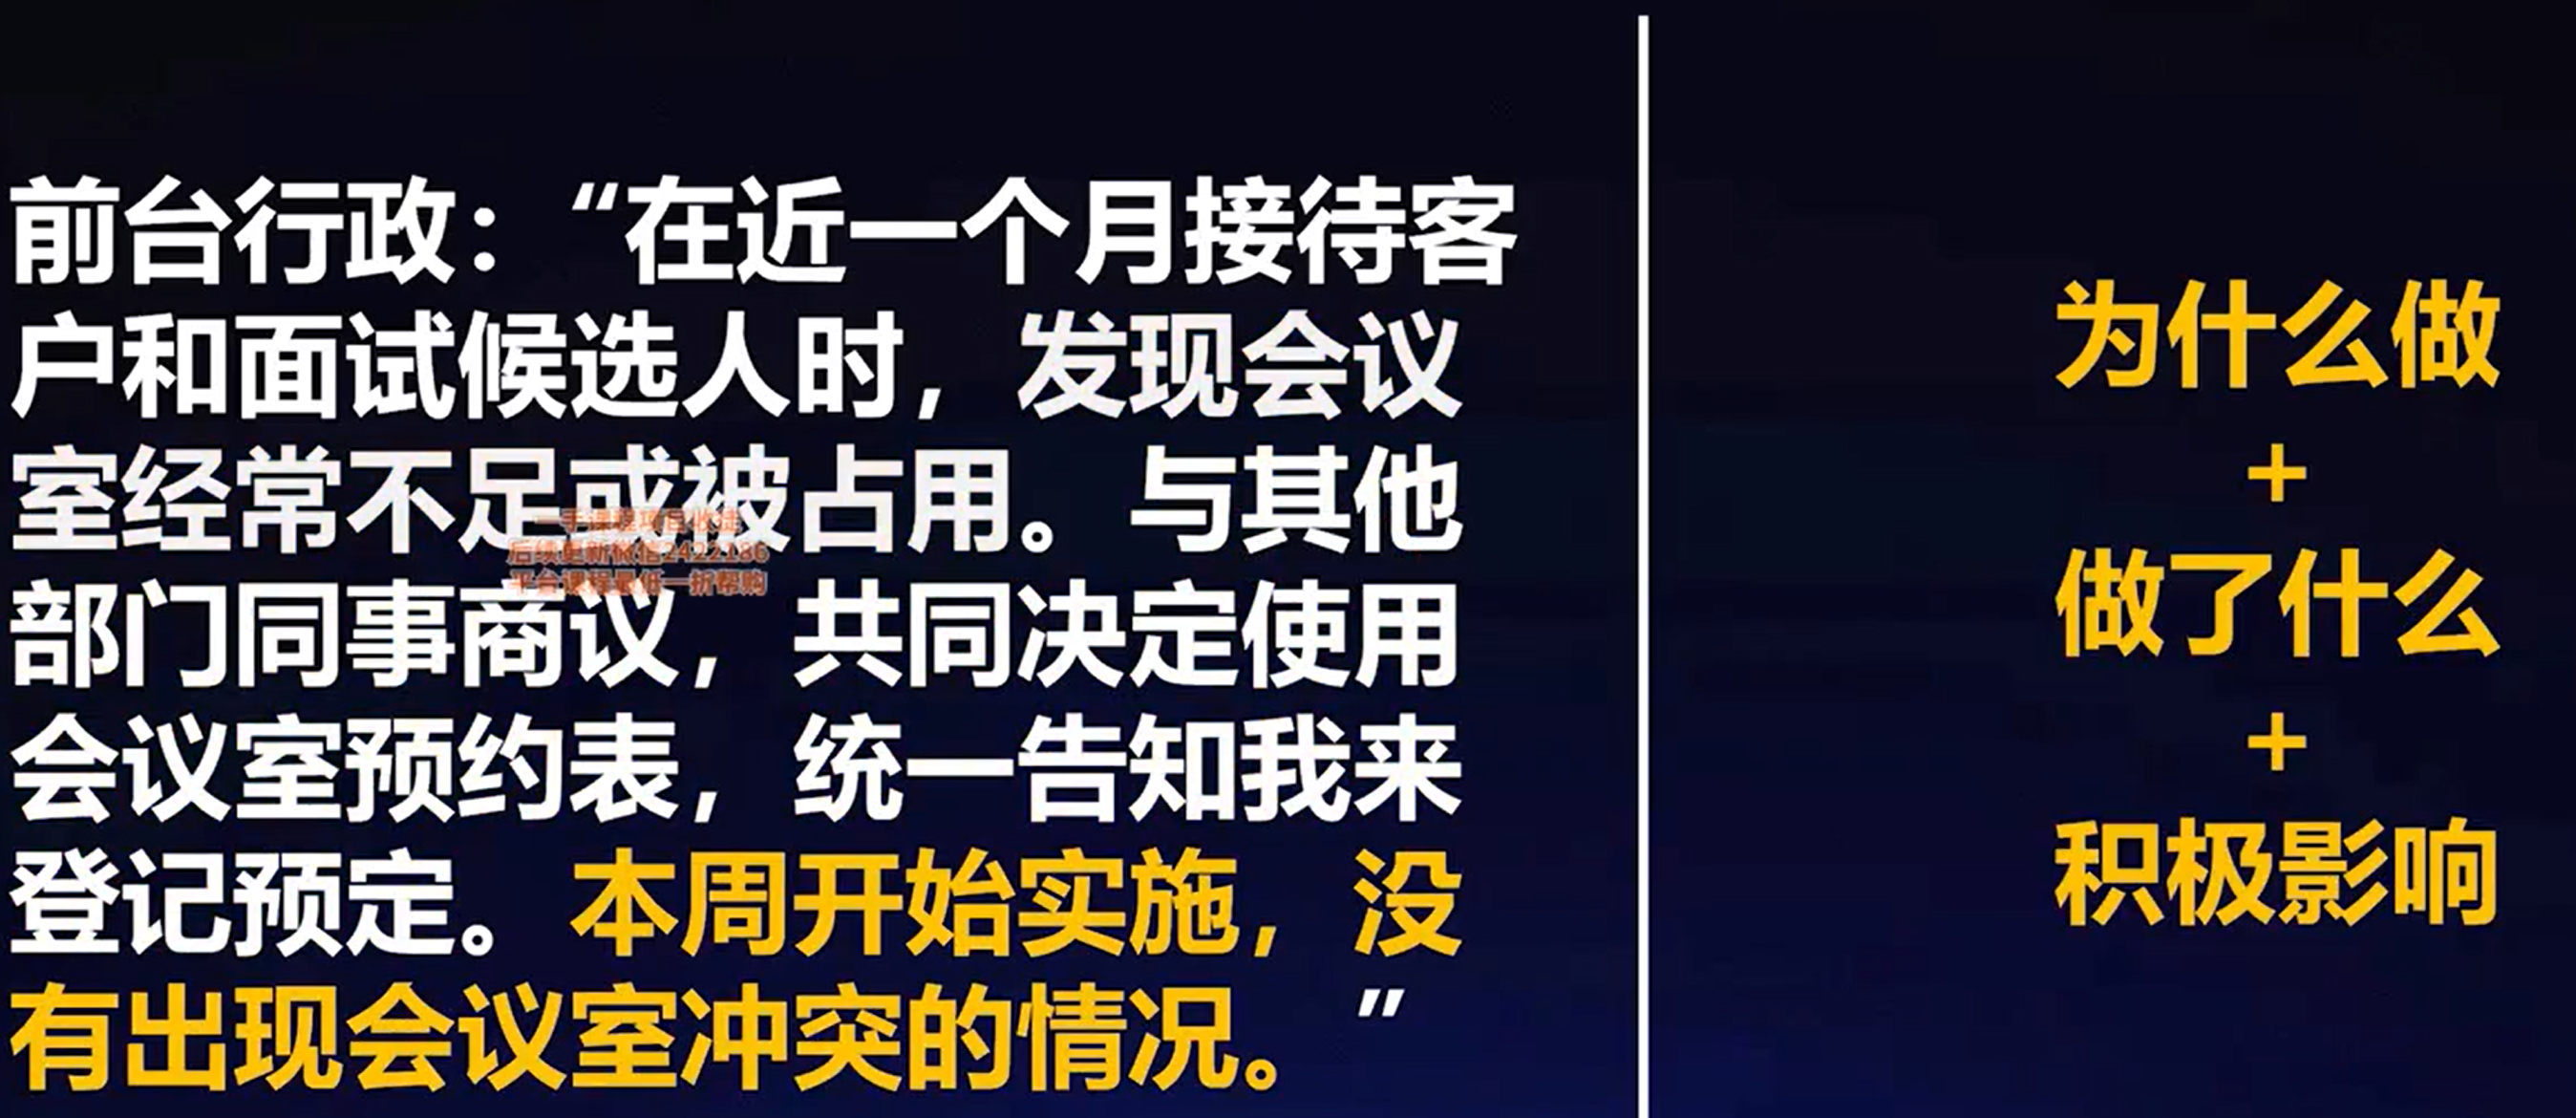 前台行政：“在近一个月接待客
户和面试候选人时，发现会议
室经常不足或被占用。与其他
部门同事商议，共同决定使用
会议室预约表，统一告知我来
登记预定。本周开始实施，没
有出现会议室冲突的情况。”
一手课程项目收徒
后续更新微信2422186
平台课程最低一折帮购
为什么做
+
做了什么
+
积极影响